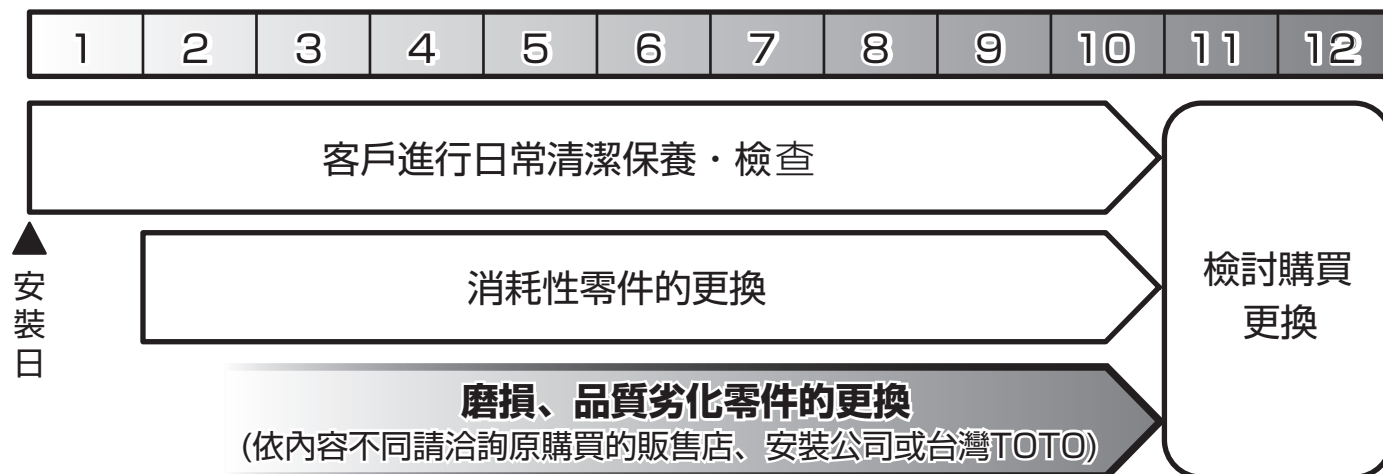 1 2 3 4 5 6 7 8 9 10 11 12
客戶進行日常清潔保養・檢查
安裝日
消耗性零件的更換
磨損、品質劣化零件的更換
(依內容不同請洽詢原購買的販售店、安裝公司或台灣TOTO)
檢討購買
更換